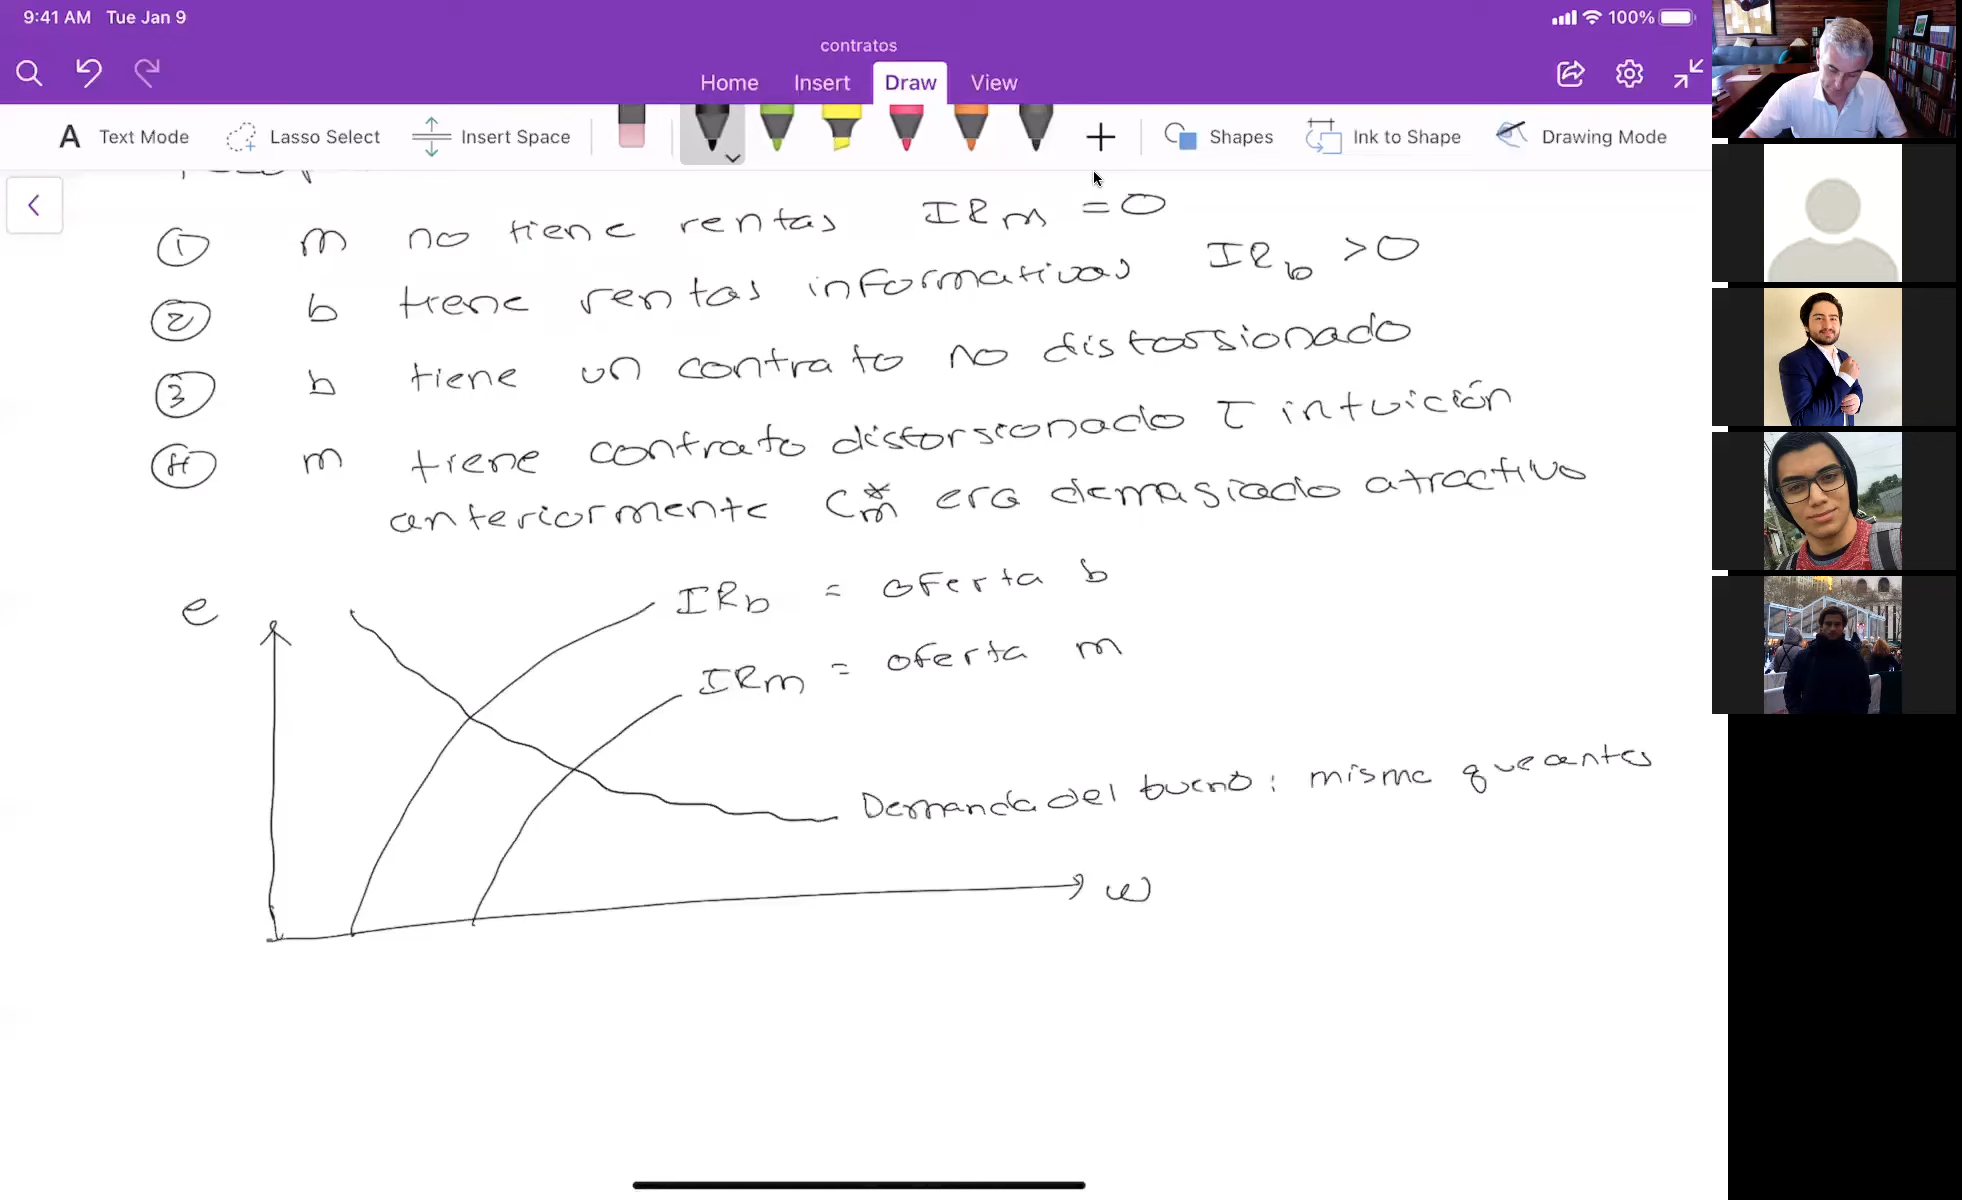 9:41 AM Tue Jan 9
100%
contratos
Home Insert Draw View
Text Mode Lasso Select Insert Space Shapes Ink to Shape Drawing Mode
① m no tiene rentas IRm = 0
② b tiene rentas informativas IRb > 0
③ b tiene un contrato no distorsionado
④ m tiene contrato distorsionado τ intuición
anteriormente C*m era demasiado atractivo
e
IRb = oferta b
IRm = oferta m
Demanda del bueno: misma que antes
w